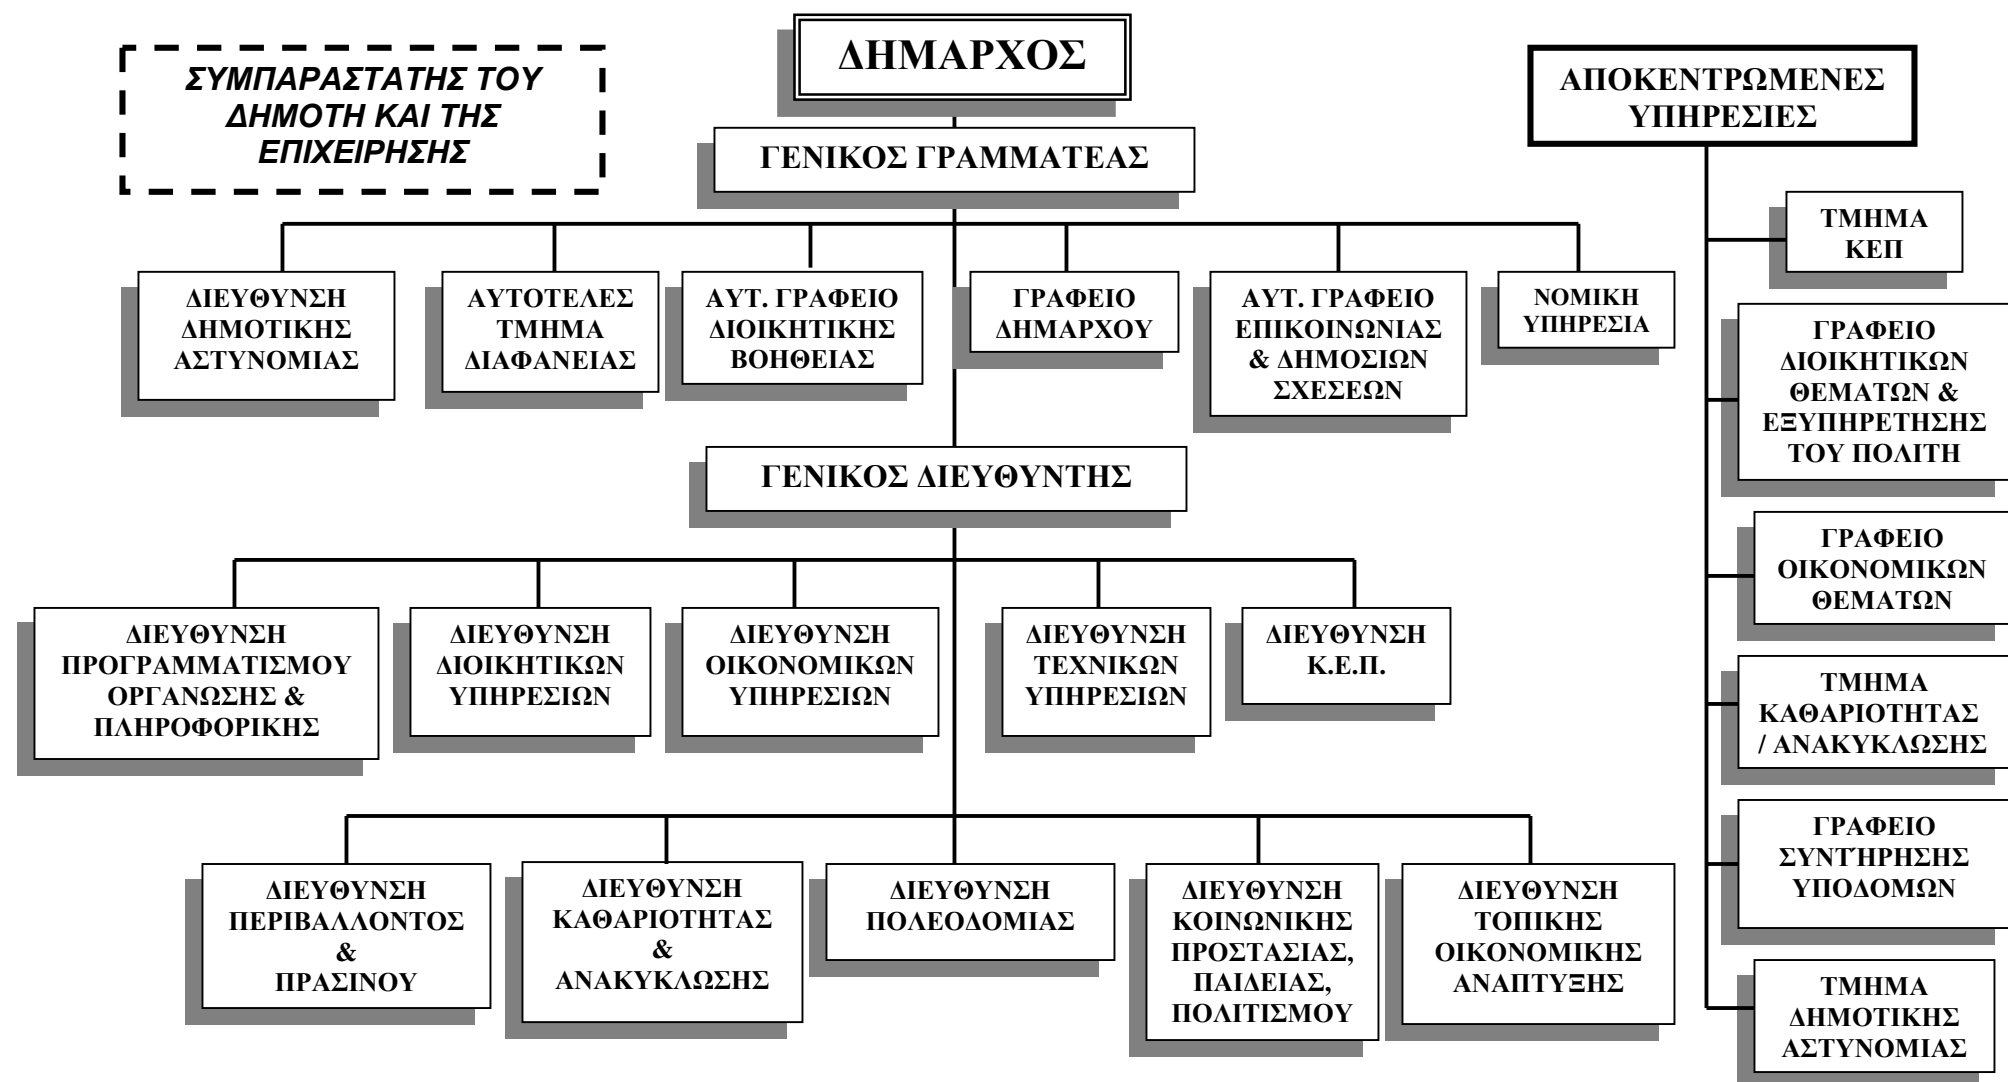 ΔΗΜΑΡΧΟΣ
ΣΥΜΠΑΡΑΣΤΑΤΗΣ ΤΟΥ
ΔΗΜΟΤΗ ΚΑΙ ΤΗΣ
ΕΠΙΧΕΙΡΗΣΗΣ
ΓΕΝΙΚΟΣ ΓΡΑΜΜΑΤΕΑΣ
ΔΙΕΥΘΥΝΣΗ
ΔΗΜΟΤΙΚΗΣ
ΑΣΤΥΝΟΜΙΑΣ
ΑΥΤΟΤΕΛΕΣ
ΤΜΗΜΑ
ΔΙΑΦΑΝΕΙΑΣ
ΑΥΤ. ΓΡΑΦΕΙΟ
ΔΙΟΙΚΗΤΙΚΗΣ
ΒΟΗΘΕΙΑΣ
ΓΡΑΦΕΙΟ
ΔΗΜΑΡΧΟΥ
ΑΥΤ. ΓΡΑΦΕΙΟ
ΕΠΙΚΟΙΝΩΝΙΑΣ
& ΔΗΜΟΣΙΩΝ
ΣΧΕΣΕΩΝ
ΝΟΜΙΚΗ
ΥΠΗΡΕΣΙΑ
ΓΕΝΙΚΟΣ ΔΙΕΥΘΥΝΤΗΣ
ΔΙΕΥΘΥΝΣΗ
ΠΡΟΓΡΑΜΜΑΤΙΣΜΟΥ
ΟΡΓΑΝΩΣΗΣ &
ΠΛΗΡΟΦΟΡΙΚΗΣ
ΔΙΕΥΘΥΝΣΗ
ΔΙΟΙΚΗΤΙΚΩΝ
ΥΠΗΡΕΣΙΩΝ
ΔΙΕΥΘΥΝΣΗ
ΟΙΚΟΝΟΜΙΚΩΝ
ΥΠΗΡΕΣΙΩΝ
ΔΙΕΥΘΥΝΣΗ
ΤΕΧΝΙΚΩΝ
ΥΠΗΡΕΣΙΩΝ
ΔΙΕΥΘΥΝΣΗ
Κ.Ε.Π.
ΔΙΕΥΘΥΝΣΗ
ΠΕΡΙΒΑΛΛΟΝΤΟΣ
&
ΠΡΑΣΙΝΟΥ
ΔΙΕΥΘΥΝΣΗ
ΚΑΘΑΡΙΟΤΗΤΑΣ
&
ΑΝΑΚΥΚΛΩΣΗΣ
ΔΙΕΥΘΥΝΣΗ
ΠΟΛΕΟΔΟΜΙΑΣ
ΔΙΕΥΘΥΝΣΗ
ΚΟΙΝΩΝΙΚΗΣ
ΠΡΟΣΤΑΣΙΑΣ,
ΠΑΙΔΕΙΑΣ,
ΠΟΛΙΤΙΣΜΟΥ
ΔΙΕΥΘΥΝΣΗ
ΤΟΠΙΚΗΣ
ΟΙΚΟΝΟΜΙΚΗΣ
ΑΝΑΠΤΥΞΗΣ
ΑΠΟΚΕΝΤΡΩΜΕΝΕΣ
ΥΠΗΡΕΣΙΕΣ
ΤΜΗΜΑ
ΚΕΠ
ΓΡΑΦΕΙΟ
ΔΙΟΙΚΗΤΙΚΩΝ
ΘΕΜΑΤΩΝ &
ΕΞΥΠΗΡΕΤΗΣΗΣ
ΤΟΥ ΠΟΛΙΤΗ
ΓΡΑΦΕΙΟ
ΟΙΚΟΝΟΜΙΚΩΝ
ΘΕΜΑΤΩΝ
ΤΜΗΜΑ
ΚΑΘΑΡΙΟΤΗΤΑΣ
/ ΑΝΑΚΥΚΛΩΣΗΣ
ΓΡΑΦΕΙΟ
ΣΥΝΤΉΡΗΣΗΣ
ΥΠΟΔΟΜΩΝ
ΤΜΗΜΑ
ΔΗΜΟΤΙΚΗΣ
ΑΣΤΥΝΟΜΙΑΣ